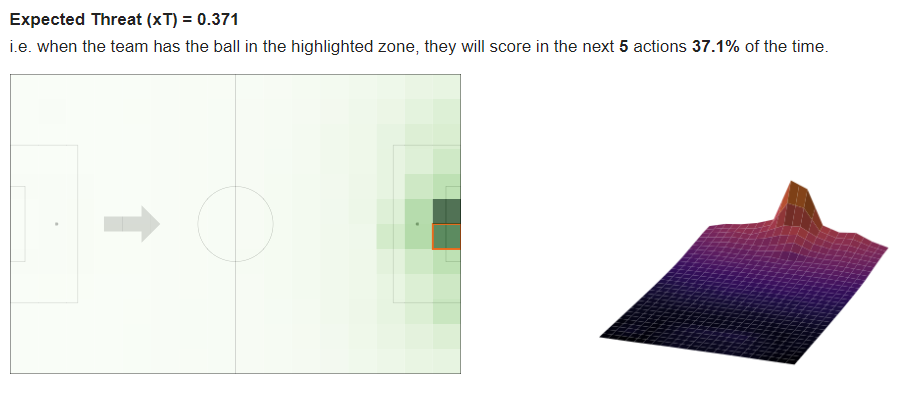 Expected Threat (xT) = 0.371
i.e. when the team has the ball in the highlighted zone, they will score in the next 5 actions 37.1% of the time.